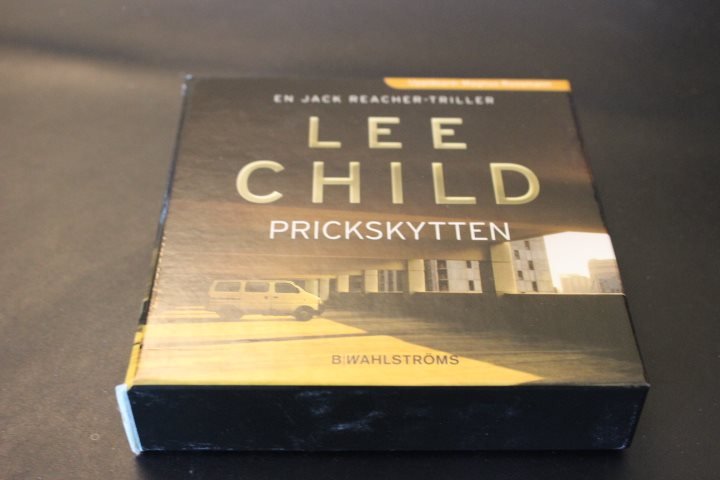 EN JACK REACHER-TRILLER
LEE
CHILD
PRICKSKYTTEN
B WAHLSTRÖMS